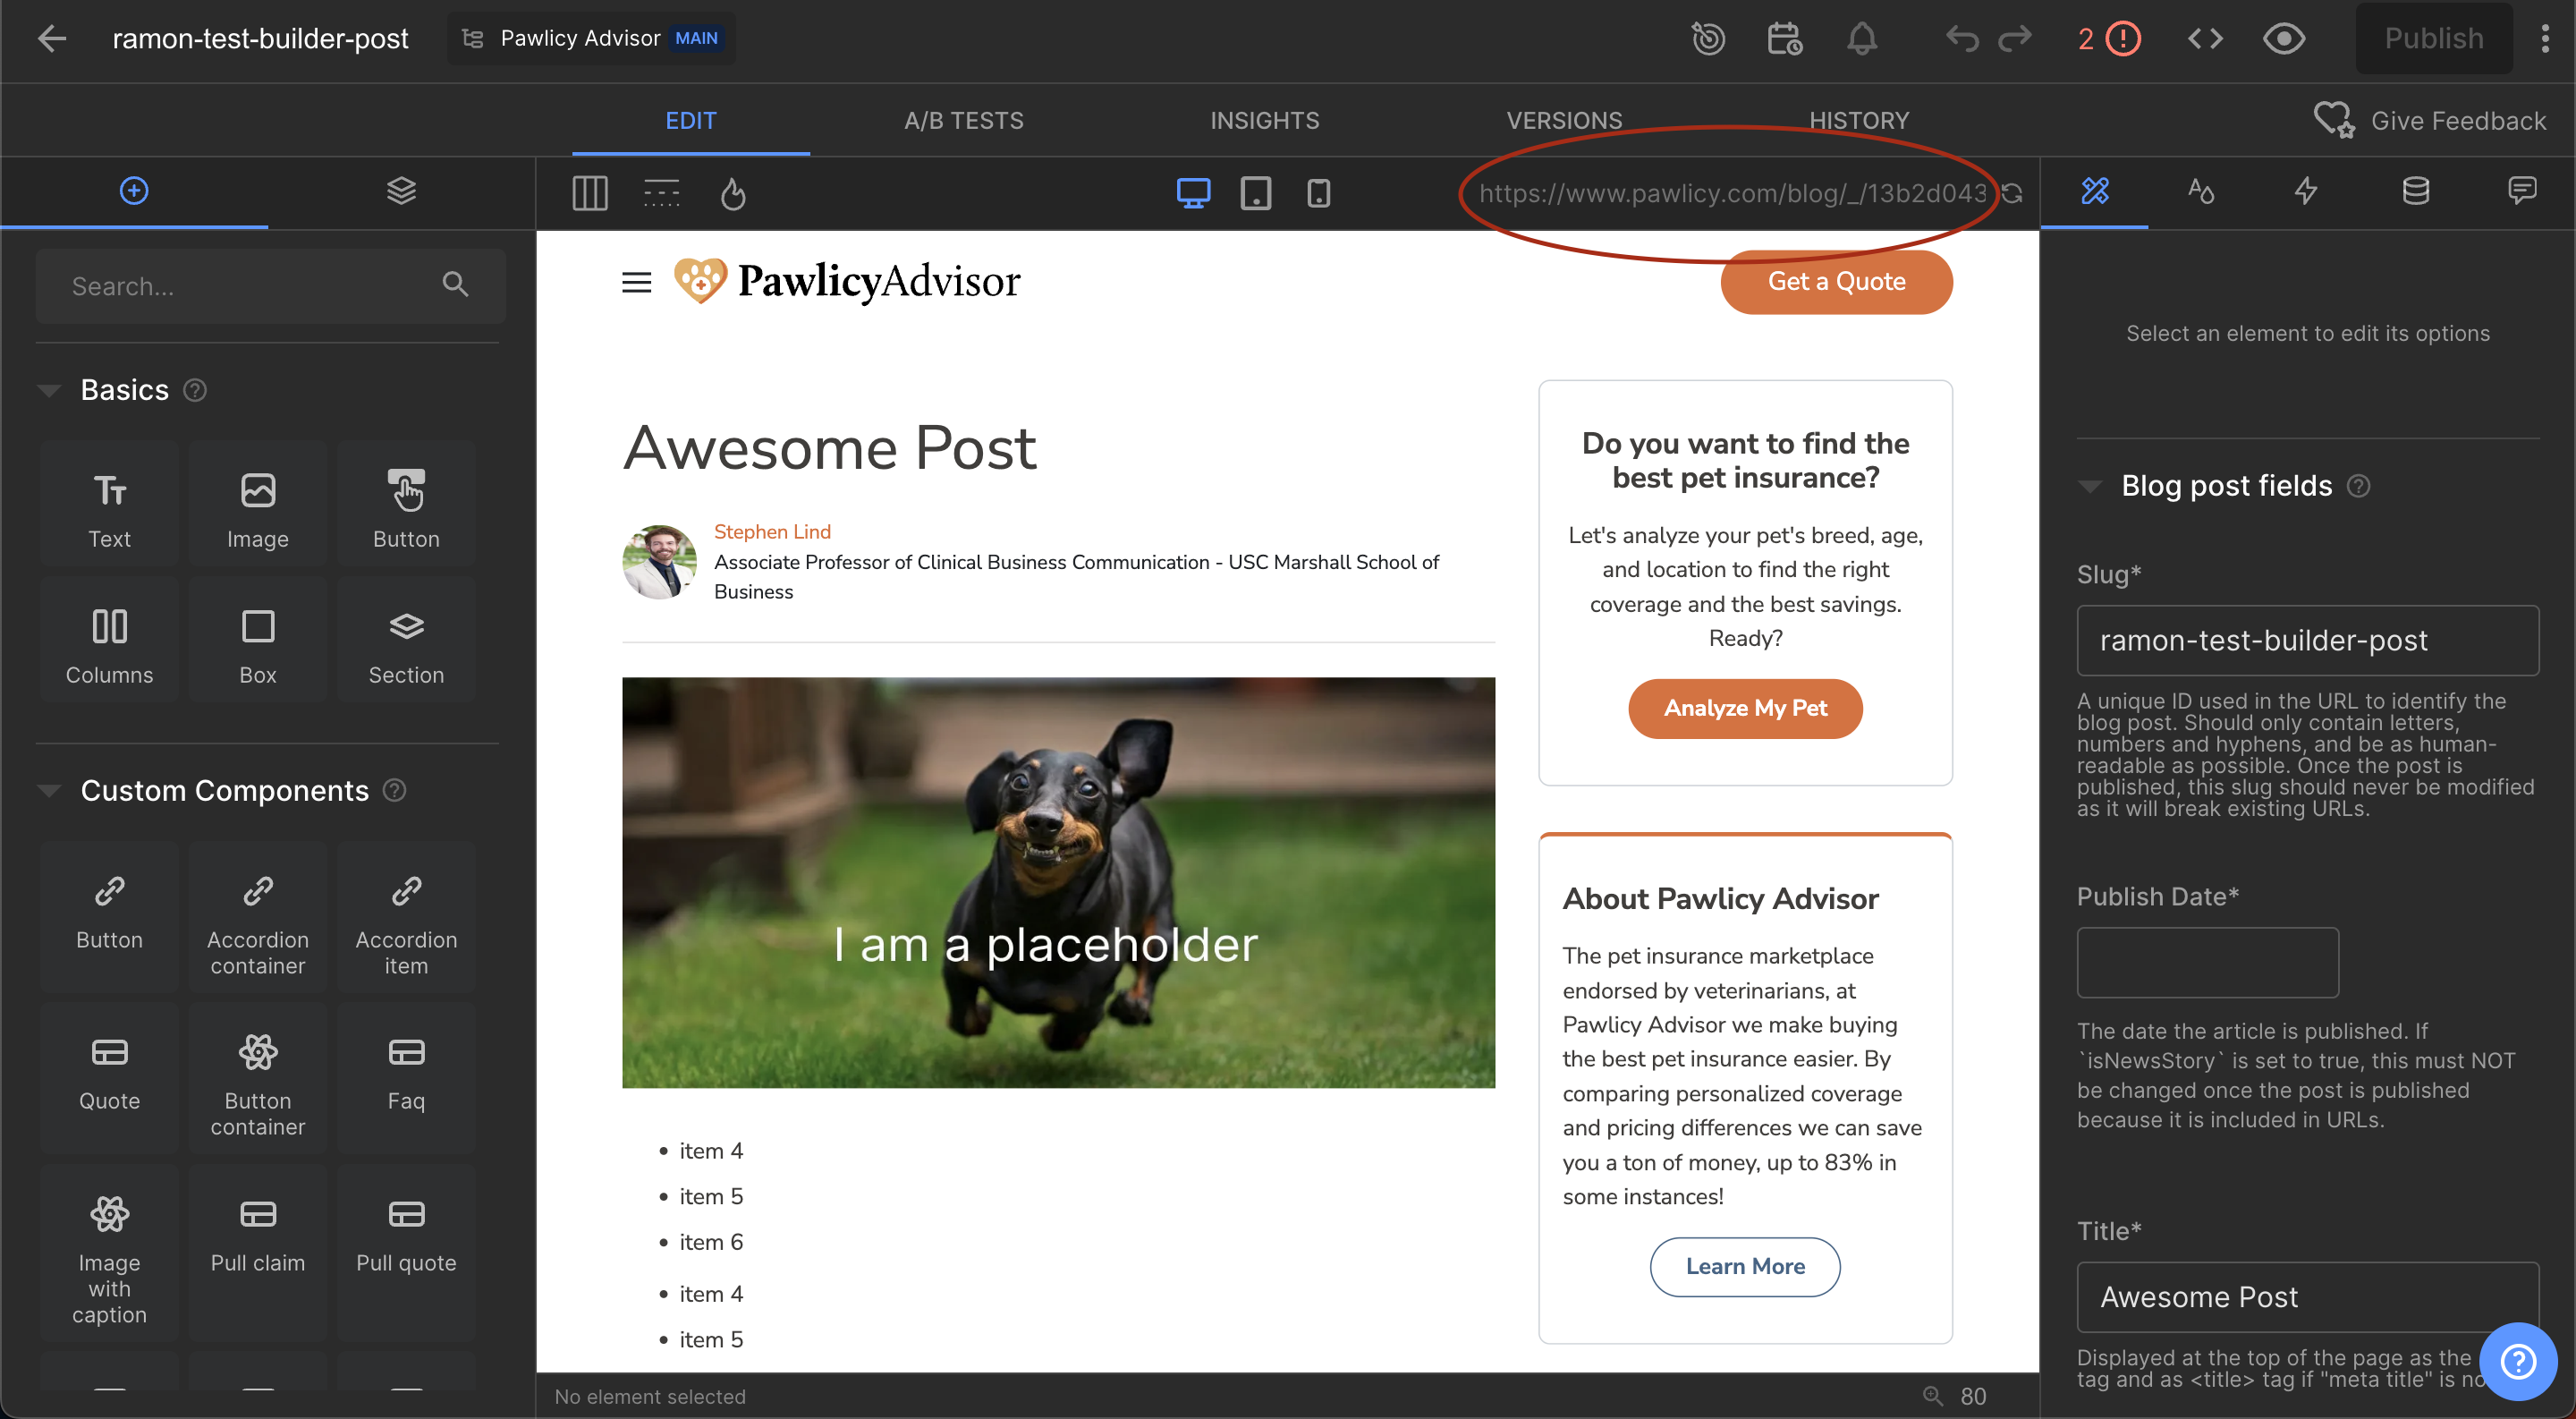 ramon-test-builder-post
Pawlicy Advisor MAIN
2
Publish
EDIT
A/B TESTS
INSIGHTS
VERSIONS
HISTORY
Give Feedback
https://www.pawlicy.com/blog/_/13b2d043
Search...
Basics
Text
Image
Button
Columns
Box
Section
Custom Components
Button
Accordion
container
Accordion
item
Quote
Button
container
Faq
Image
with
caption
Pull claim
Pull quote
PawlicyAdvisor
Get a Quote
Awesome Post
Stephen Lind
Associate Professor of Clinical Business Communication - USC Marshall School of
Business
I am a placeholder
• item 4
• item 5
• item 6
• item 4
• item 5
Do you want to find the
best pet insurance?
Let's analyze your pet's breed, age,
and location to find the right
coverage and the best savings.
Ready?
Analyze My Pet
About Pawlicy Advisor
The pet insurance marketplace
endorsed by veterinarians, at
Pawlicy Advisor we make buying
the best pet insurance easier. By
comparing personalized coverage
and pricing differences we can save
you a ton of money, up to 83% in
some instances!
Learn More
No element selected
80
Select an element to edit its options
Blog post fields
Slug*
ramon-test-builder-post
A unique ID used in the URL to identify the
blog post. Should only contain letters,
numbers and hyphens, and be as human-
readable as possible. Once the post is
published, this slug should never be modified
as it will break existing URLs.
Publish Date*
The date the article is published. If
`isNewsStory` is set to true, this must NOT
be changed once the post is published
because it is included in URLs.
Title*
Awesome Post
Displayed at the top of the page as the
tag and as <title> tag if "meta title" is